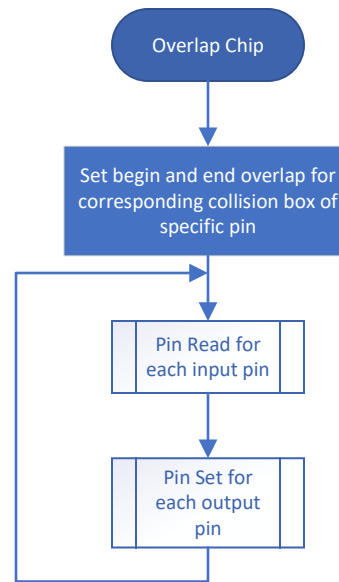 Overlap Chip
Set begin and end overlap for
corresponding collision box of
specific pin
Pin Read for
each input pin
Pin Set for
each output
pin